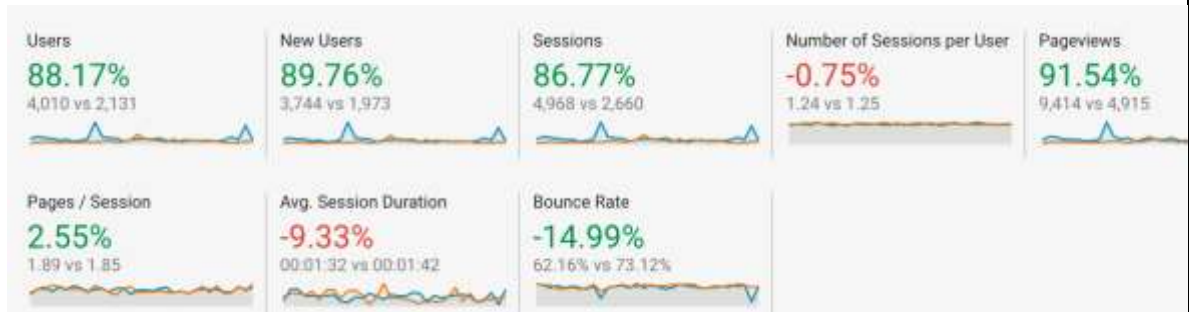 Users
88.17%
4,010 vs 2,131
New Users
89.76%
3,744 vs 1,973
Sessions
86.77%
4,968 vs 2,660
Number of Sessions per User
-0.75%
1.24 vs 1.25
Pageviews
91.54%
9,414 vs 4,915
Pages / Session
2.55%
1.89 vs 1.85
Avg. Session Duration
-9.33%
00:01:32 vs 00:01:42
Bounce Rate
-14.99%
62.16% vs 73.12%